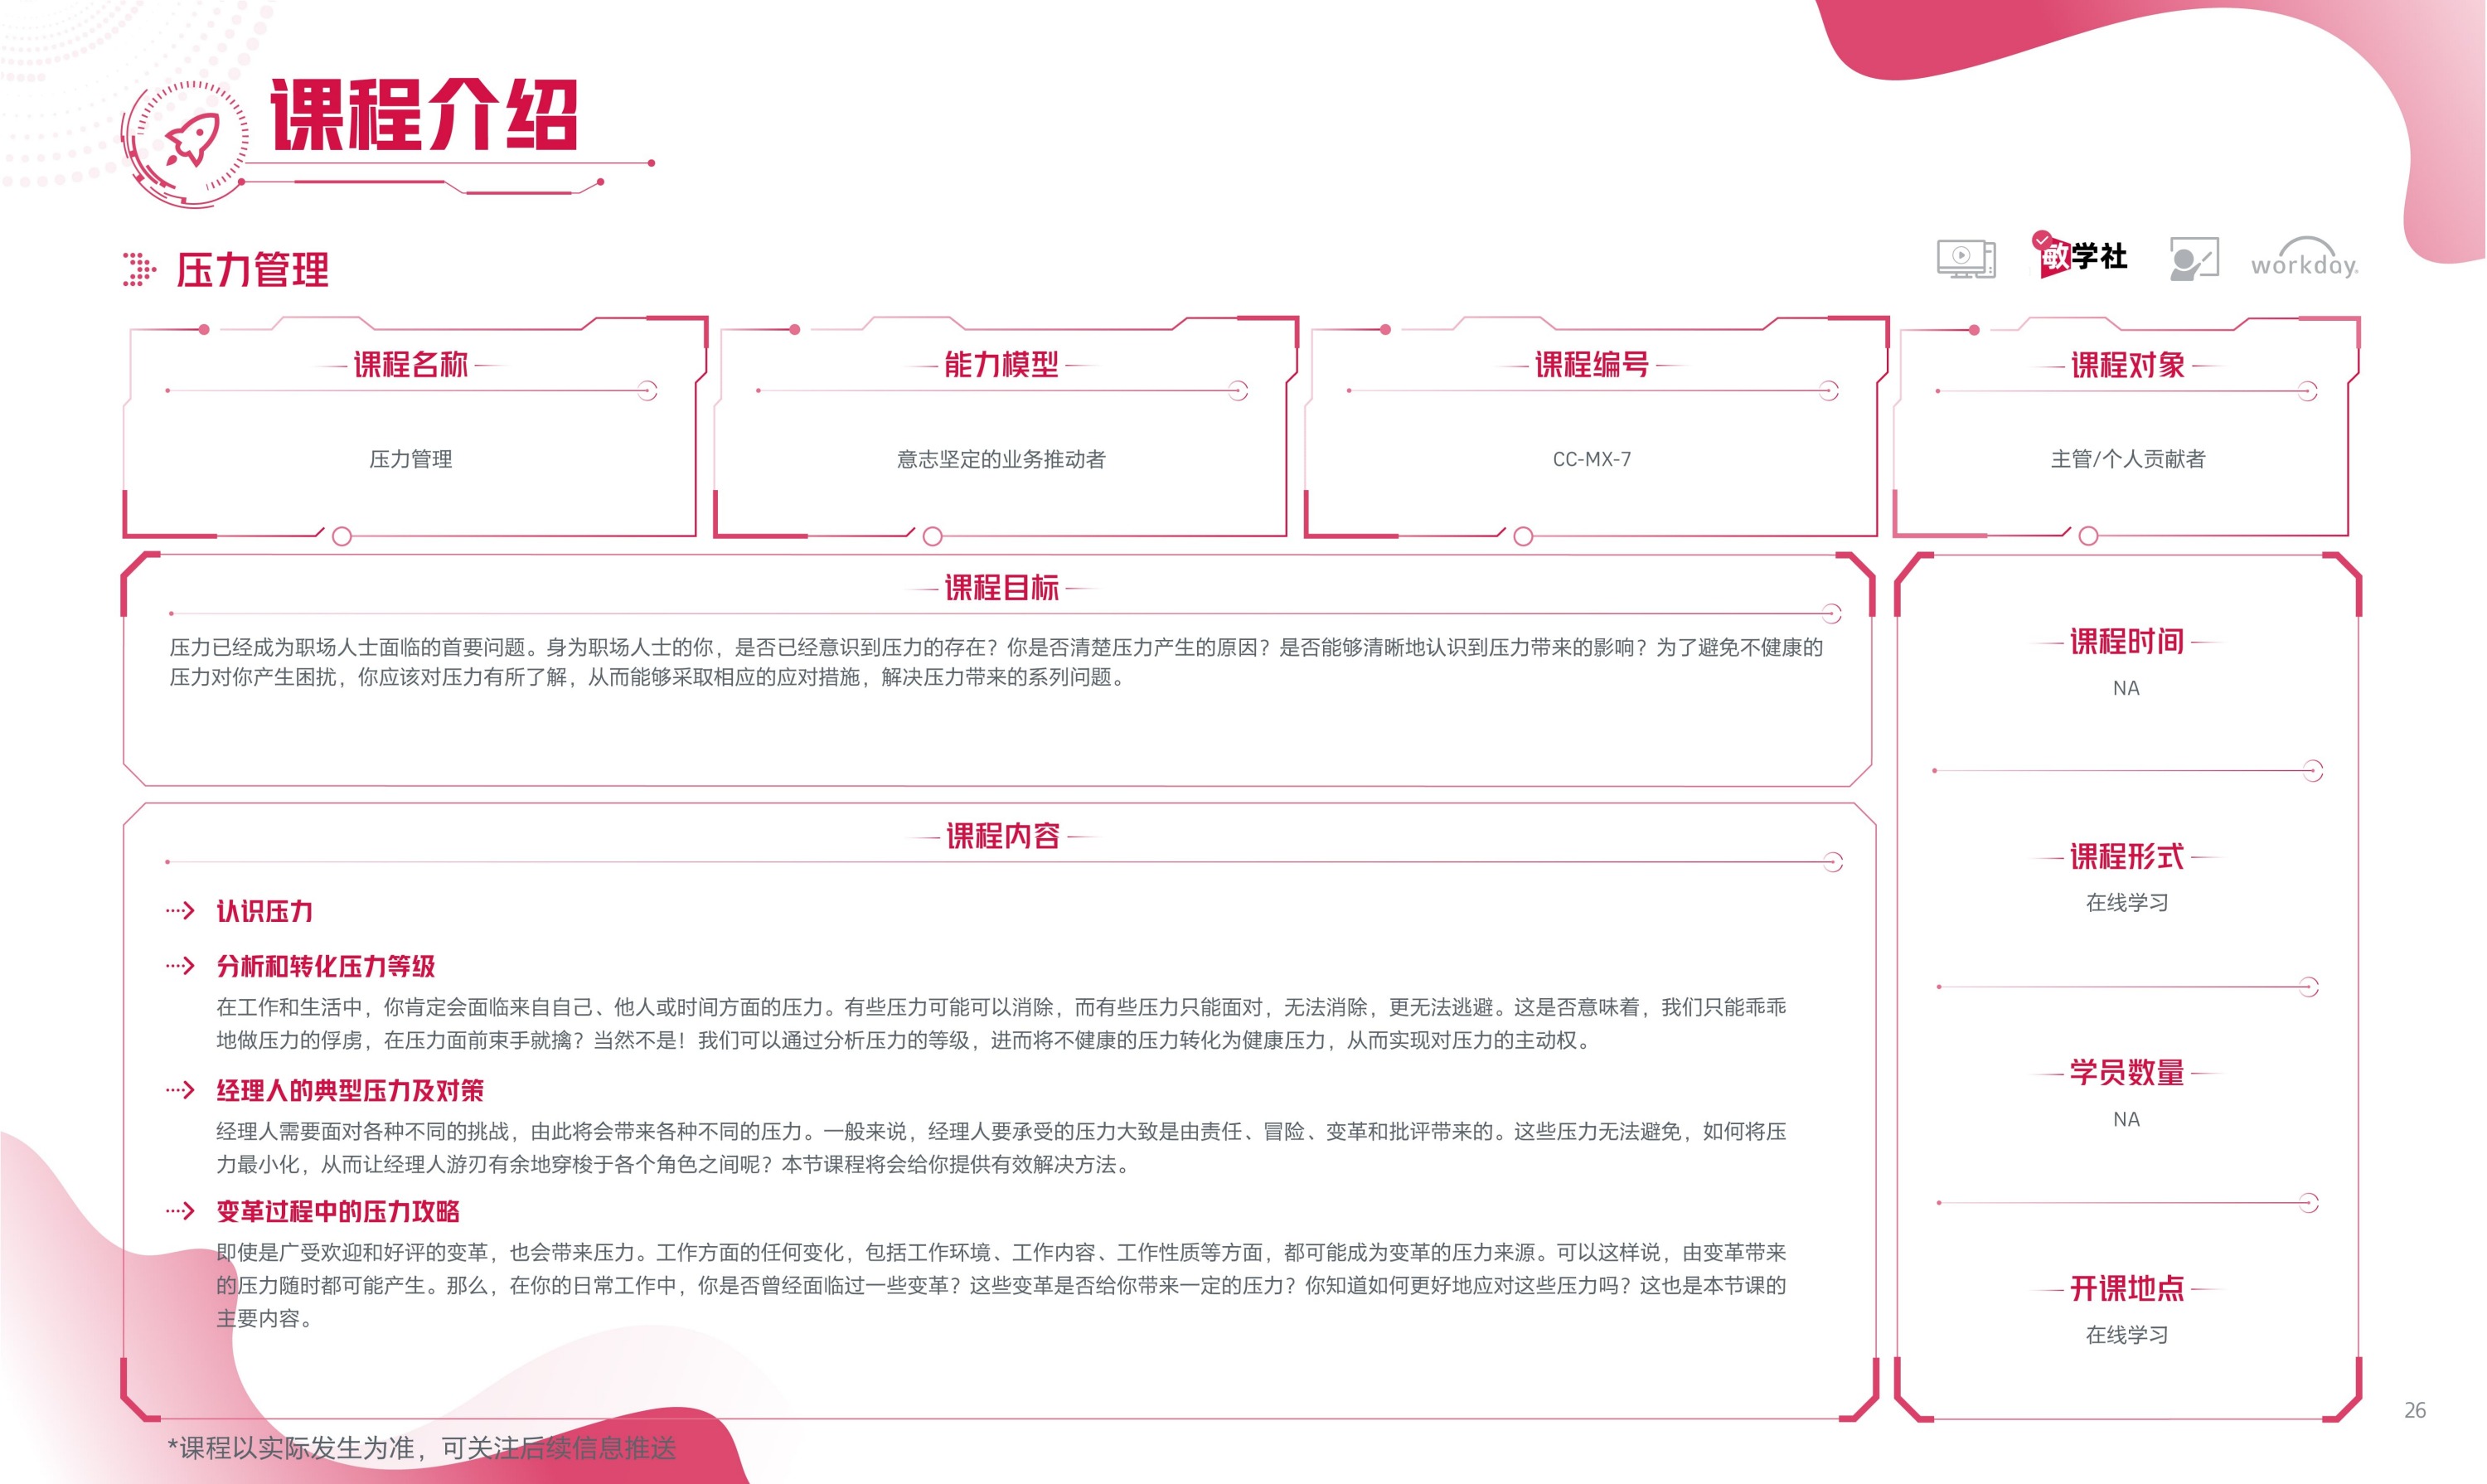 课程介绍
压力管理
敏学社
workday.
课程名称
能力模型
课程编号
课程对象
压力管理
意志坚定的业务推动者
CC-MX-7
主管/个人贡献者
课程目标
压力已经成为职场人士面临的首要问题。身为职场人士的你，是否已经意识到压力的存在？你是否清楚压力产生的原因？是否能够清晰地认识到压力带来的影响？为了避免不健康的
压力对你产生困扰，你应该对压力有所了解，从而能够采取相应的应对措施，解决压力带来的系列问题。
课程内容
认识压力
分析和转化压力等级
在工作和生活中，你肯定会面临来自自己、他人或时间方面的压力。有些压力可能可以消除，而有些压力只能面对，无法消除，更无法逃避。这是否意味着，我们只能乖乖
地做压力的俘虏，在压力面前束手就擒？当然不是！我们可以通过分析压力的等级，进而将不健康的压力转化为健康压力，从而实现对压力的主动权。
经理人的典型压力及对策
经理人需要面对各种不同的挑战，由此将会带来各种不同的压力。一般来说，经理人要承受的压力大致是由责任、冒险、变革和批评带来的。这些压力无法避免，如何将压
力最小化，从而让经理人游刃有余地穿梭于各个角色之间呢？本节课程将会给你提供有效解决方法。
变革过程中的压力攻略
即使是广受欢迎和好评的变革，也会带来压力。工作方面的任何变化，包括工作环境、工作内容、工作性质等方面，都可能成为变革的压力来源。可以这样说，由变革带来
的压力随时都可能产生。那么，在你的日常工作中，你是否曾经面临过一些变革？这些变革是否给你带来一定的压力？你知道如何更好地应对这些压力吗？这也是本节课的
主要内容。
课程时间
NA
课程形式
在线学习
学员数量
NA
开课地点
在线学习
*课程以实际发生为准，可关注后续信息推送
26